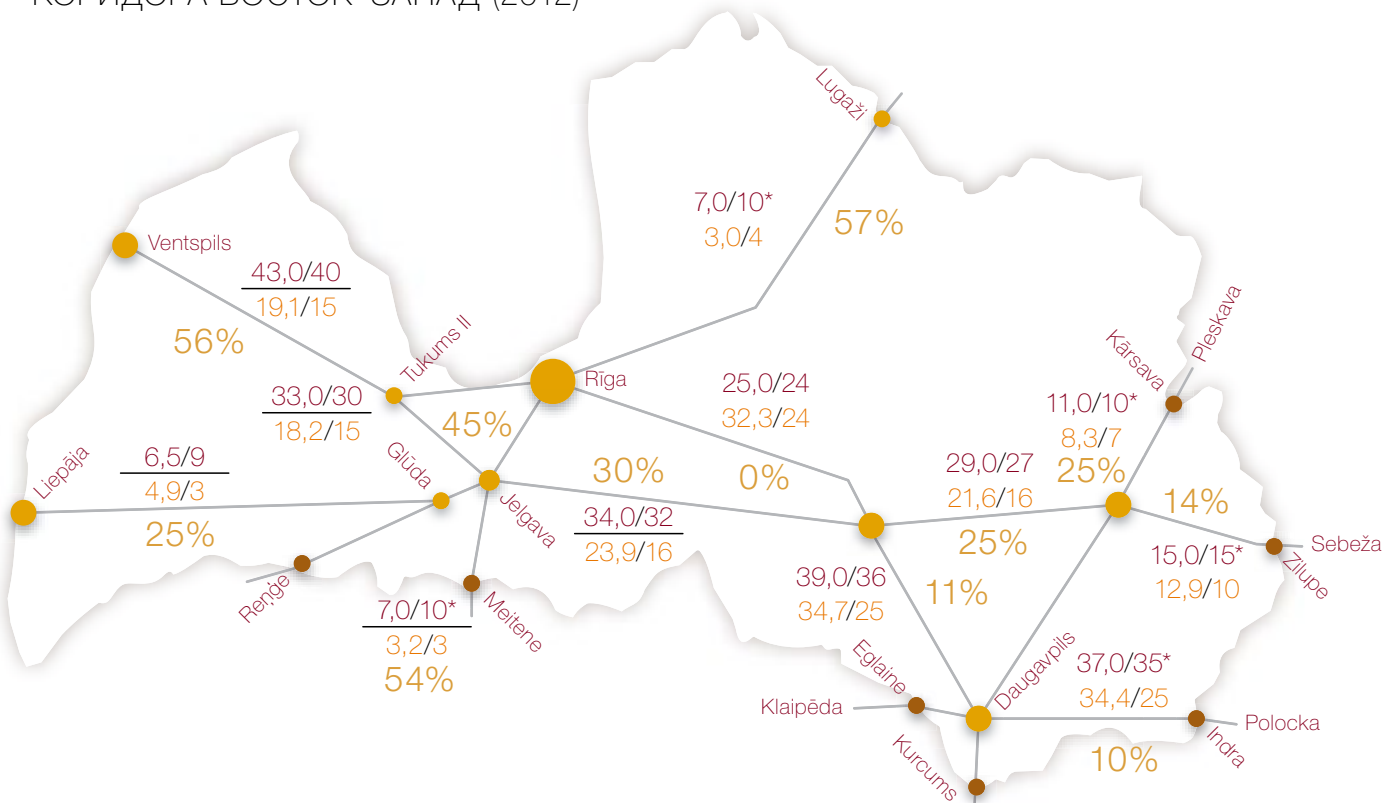 КОРИДОРА ВОСТОК–ЗАПАД (2012)
Lugaži
7,0/10*
3,0/4
57%
Ventspils
43,0/40
19,1/15
56%
Tukums II
Rīga
33,0/30
18,2/15
45%
25,0/24
32,3/24
0%
Kārsava
Pleskava
11,0/10*
8,3/7
25%
Liepāja
6,5/9
4,9/3
25%
Glūda
Jelgava
30%
34,0/32
23,9/16
29,0/27
21,6/16
25%
14%
15,0/15*
12,9/10
Sebeža
Zilupe
Reņģe
Meitene
7,0/10*
3,2/3
54%
39,0/36
34,7/25
11%
Eglaine
Klaipēda
Daugavpils
37,0/35*
34,4/25
Polocka
Indra
10%
Kurcums